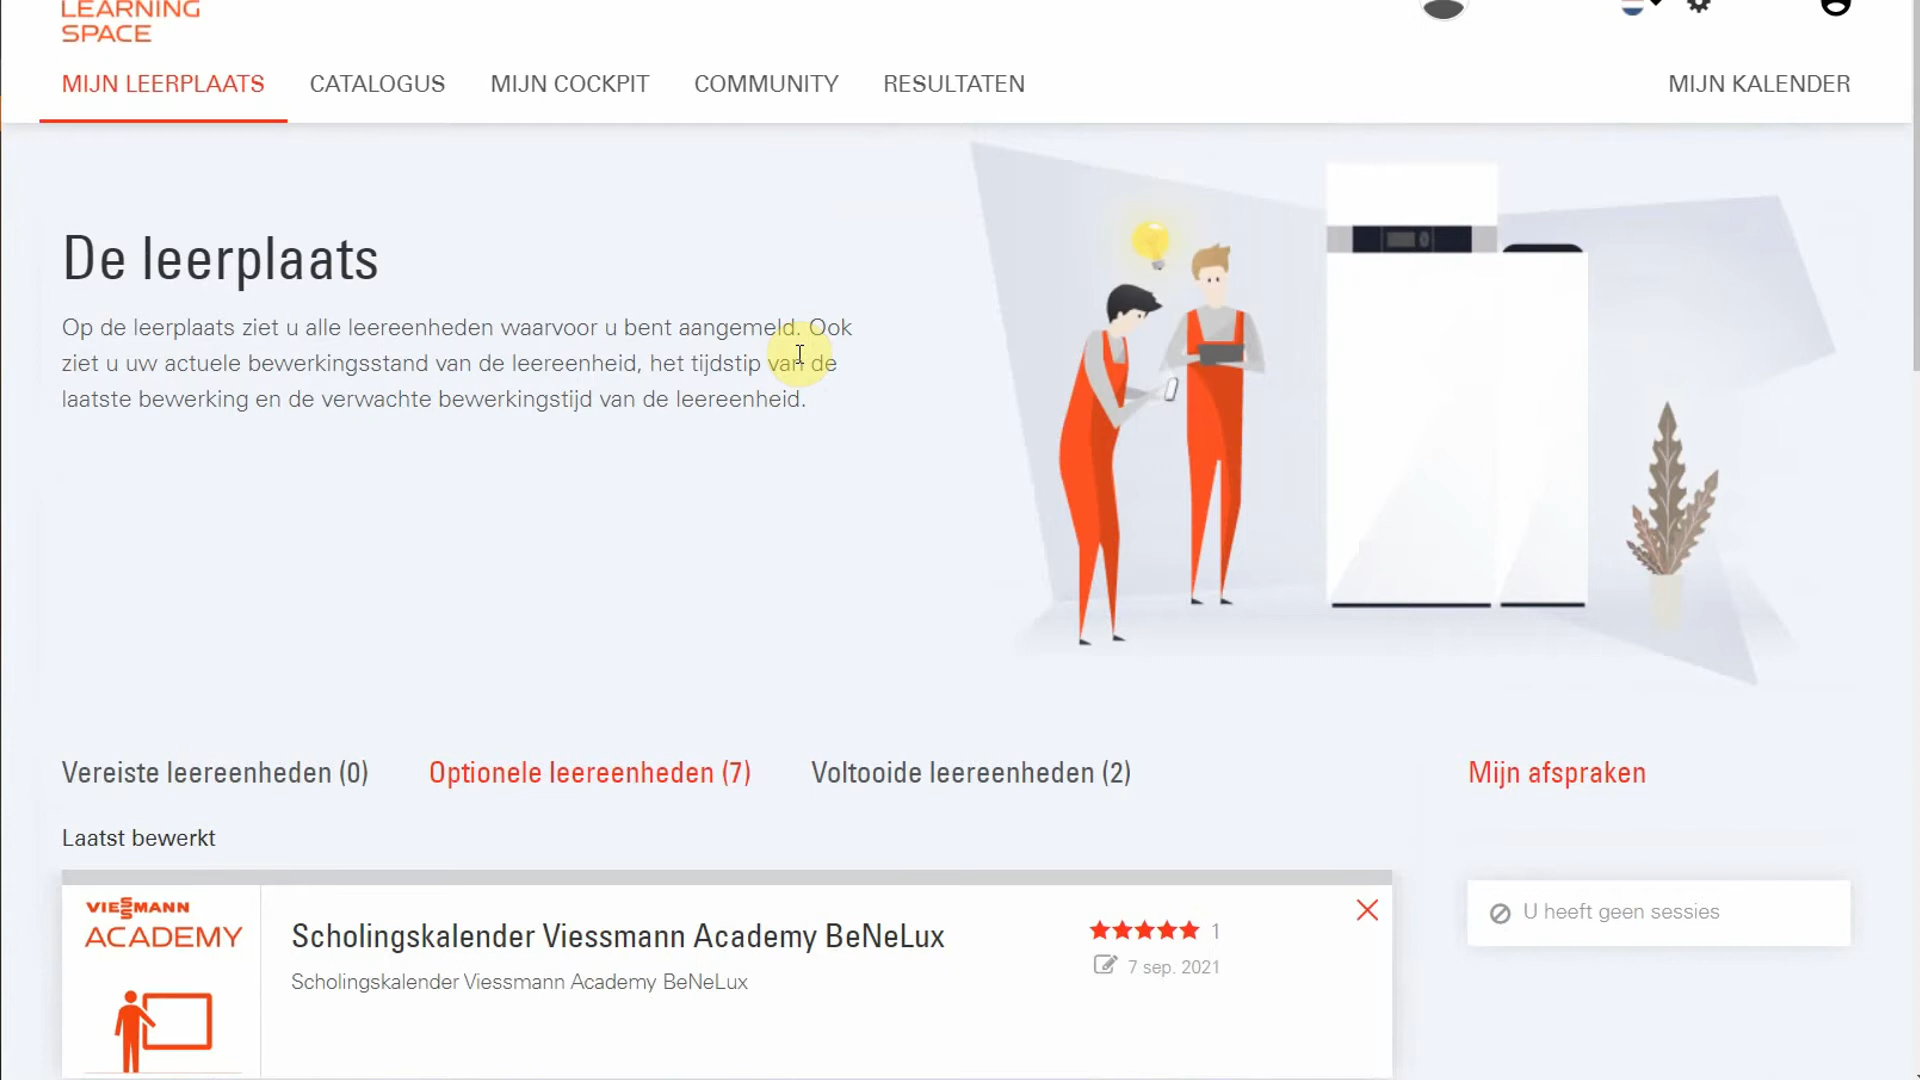 LEARNING
SPACE
MIJN LEERPLAATS CATALOGUS MIJN COCKPIT COMMUNITY RESULTATEN MIJN KALENDER
De leerplaats
Op de leerplaats ziet u alle leereenheden waarvoor u bent aangemeld. Ook
ziet u uw actuele bewerkingsstand van de leereenheid, het tijdstip van de
laatste bewerking en de verwachte bewerkingstijd van de leereenheid.
Vereiste leereenheden (0) Optionele leereenheden (7) Voltooide leereenheden (2) Mijn afspraken
Laatst bewerkt
VIESSMANN
ACADEMY
Scholingskalender Viessmann Academy BeNeLux
Scholingskalender Viessmann Academy BeNeLux
1
7 sep. 2021
U heeft geen sessies